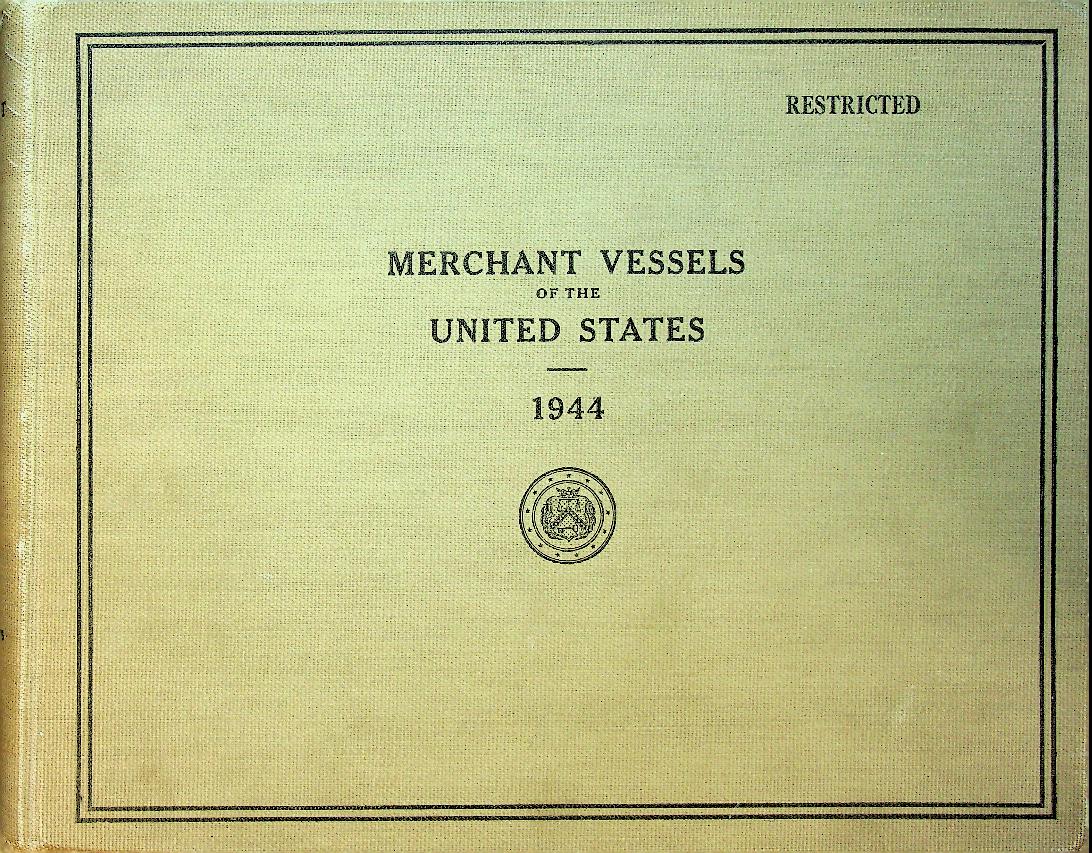 RESTRICTED
MERCHANT VESSELS
OF THE
UNITED STATES
1944